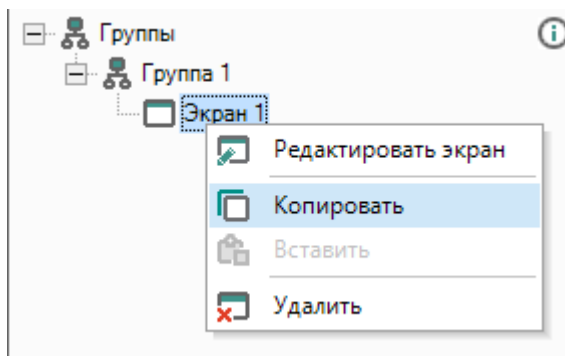 Группы
Группа 1
Экран 1
Редактировать экран
Копировать
Вставить
Удалить